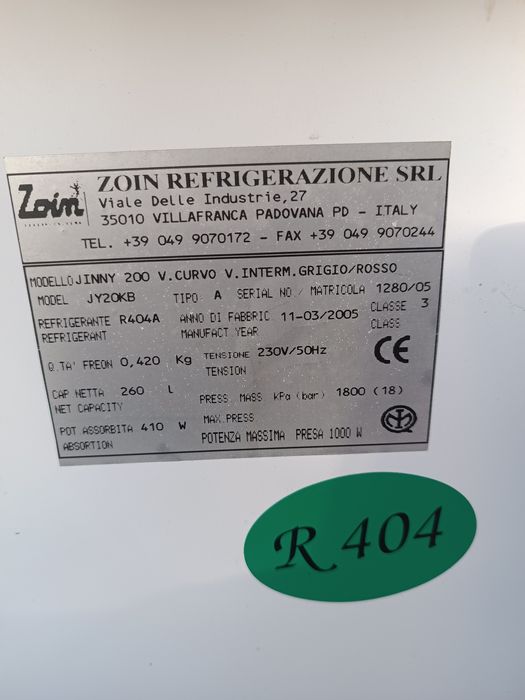 Zoin
ZOIN REFRIGERAZIONE SRL
Viale Delle Industrie,27
35010 VILLAFRANCA PADOVANA PD - ITALY
TEL. +39 049 9070172 - FAX +39 049 9070244
MODELLO JINNY 200 V.CURVO V.INTERM.GRIGIO/ROSSO
MODEL JY20KB TIPO A SERIAL NO/ MATRICOLA 1280/05
REFRIGERANTE R404A ANNO DI FABBRIC 11-03/2005 CLASSE 3
REFRIGERANT MANUFACT YEAR CLASS
Q.TA' FREON 0,420 Kg TENSIONE 230V/50Hz
TENSION
CE
CAP NETTA 260 L PRESS. MASS kPa (bar) 1800 (18)
NET CAPACITY MAX.PRESS
POT ASSORBITA 410 W POTENZA MASSIMA PRESA 1000 W
ABSORTION
R 404